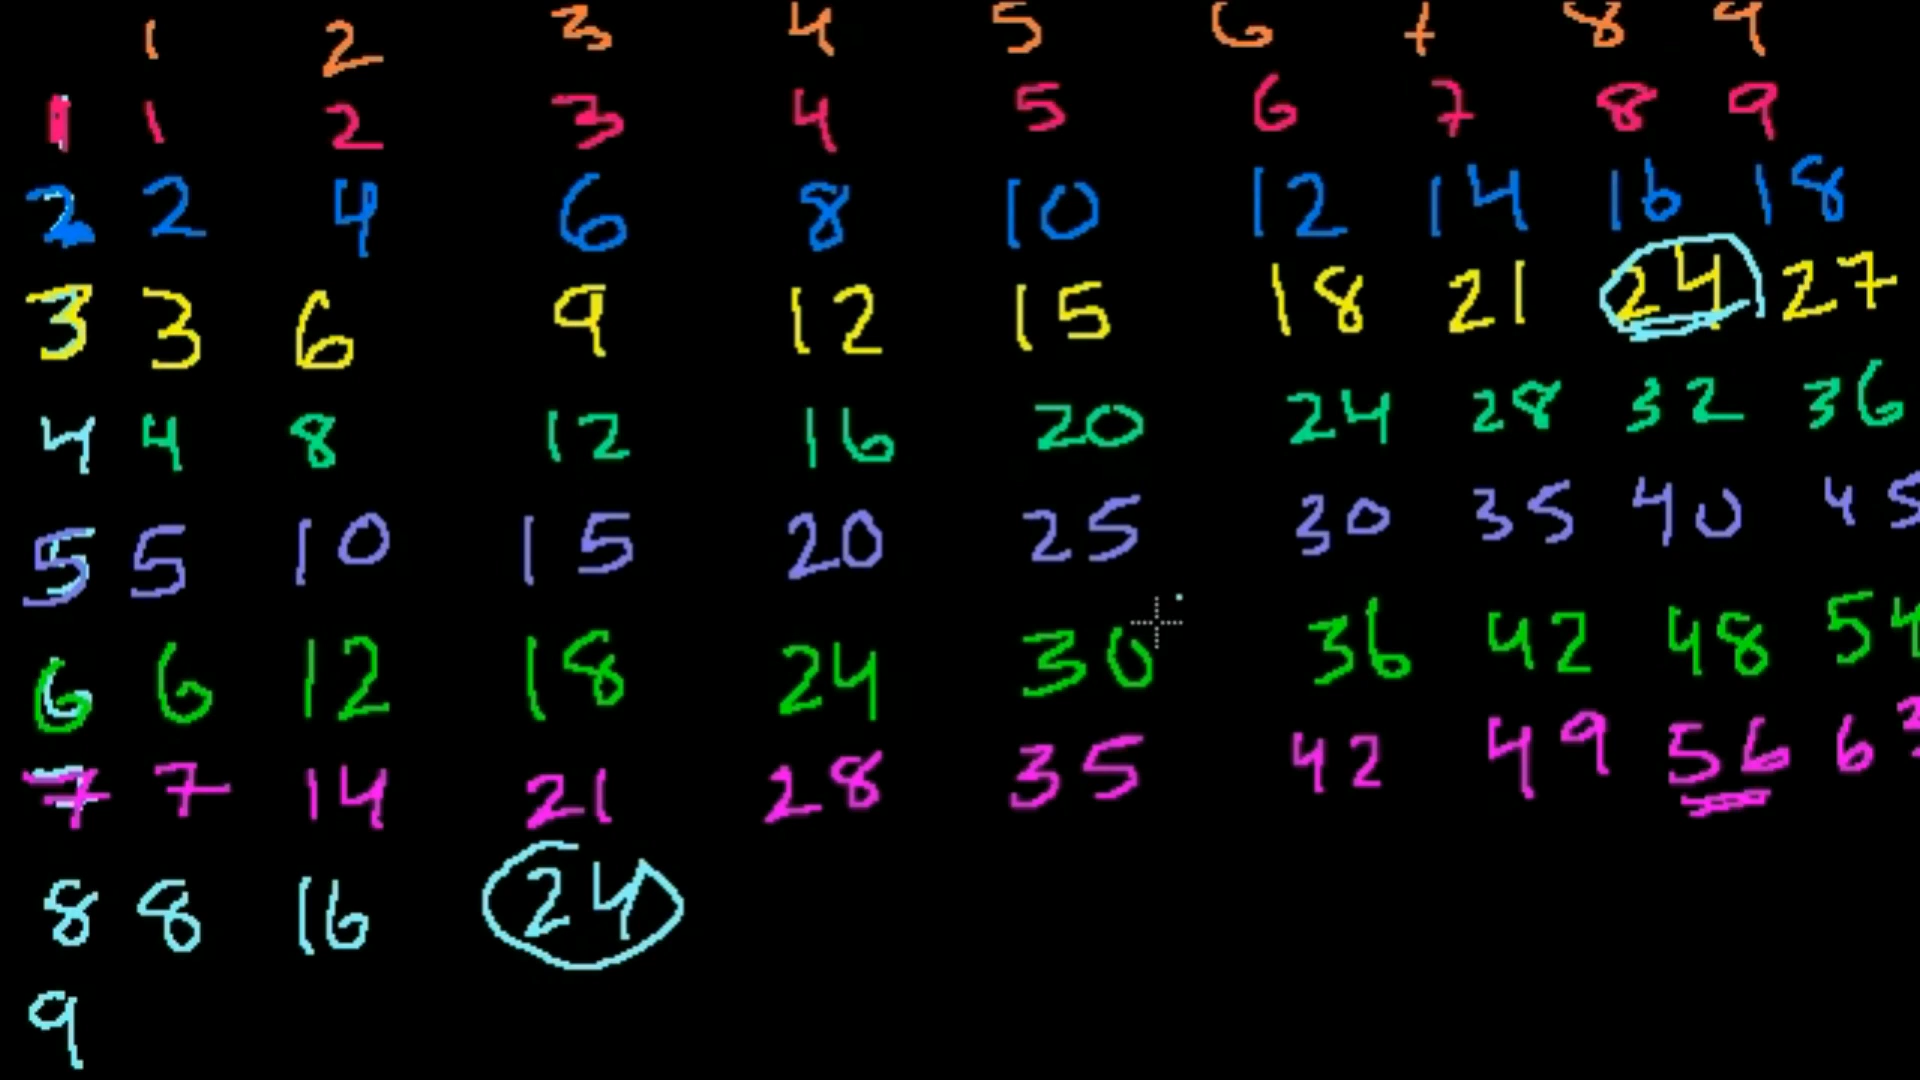 1 2 3 4 5 6 7 8 9
1 1 2 3 4 5 6 7 8 9
2 2 4 6 8 10 12 14 16 18
3 3 6 9 12 15 18 21 24 27
4 4 8 12 16 20 24 28 32 36
5 5 10 15 20 25 30 35 40 45
6 6 12 18 24 30 36 42 48 54
7 7 14 21 28 35 42 49 56 63
8 8 16 24
9